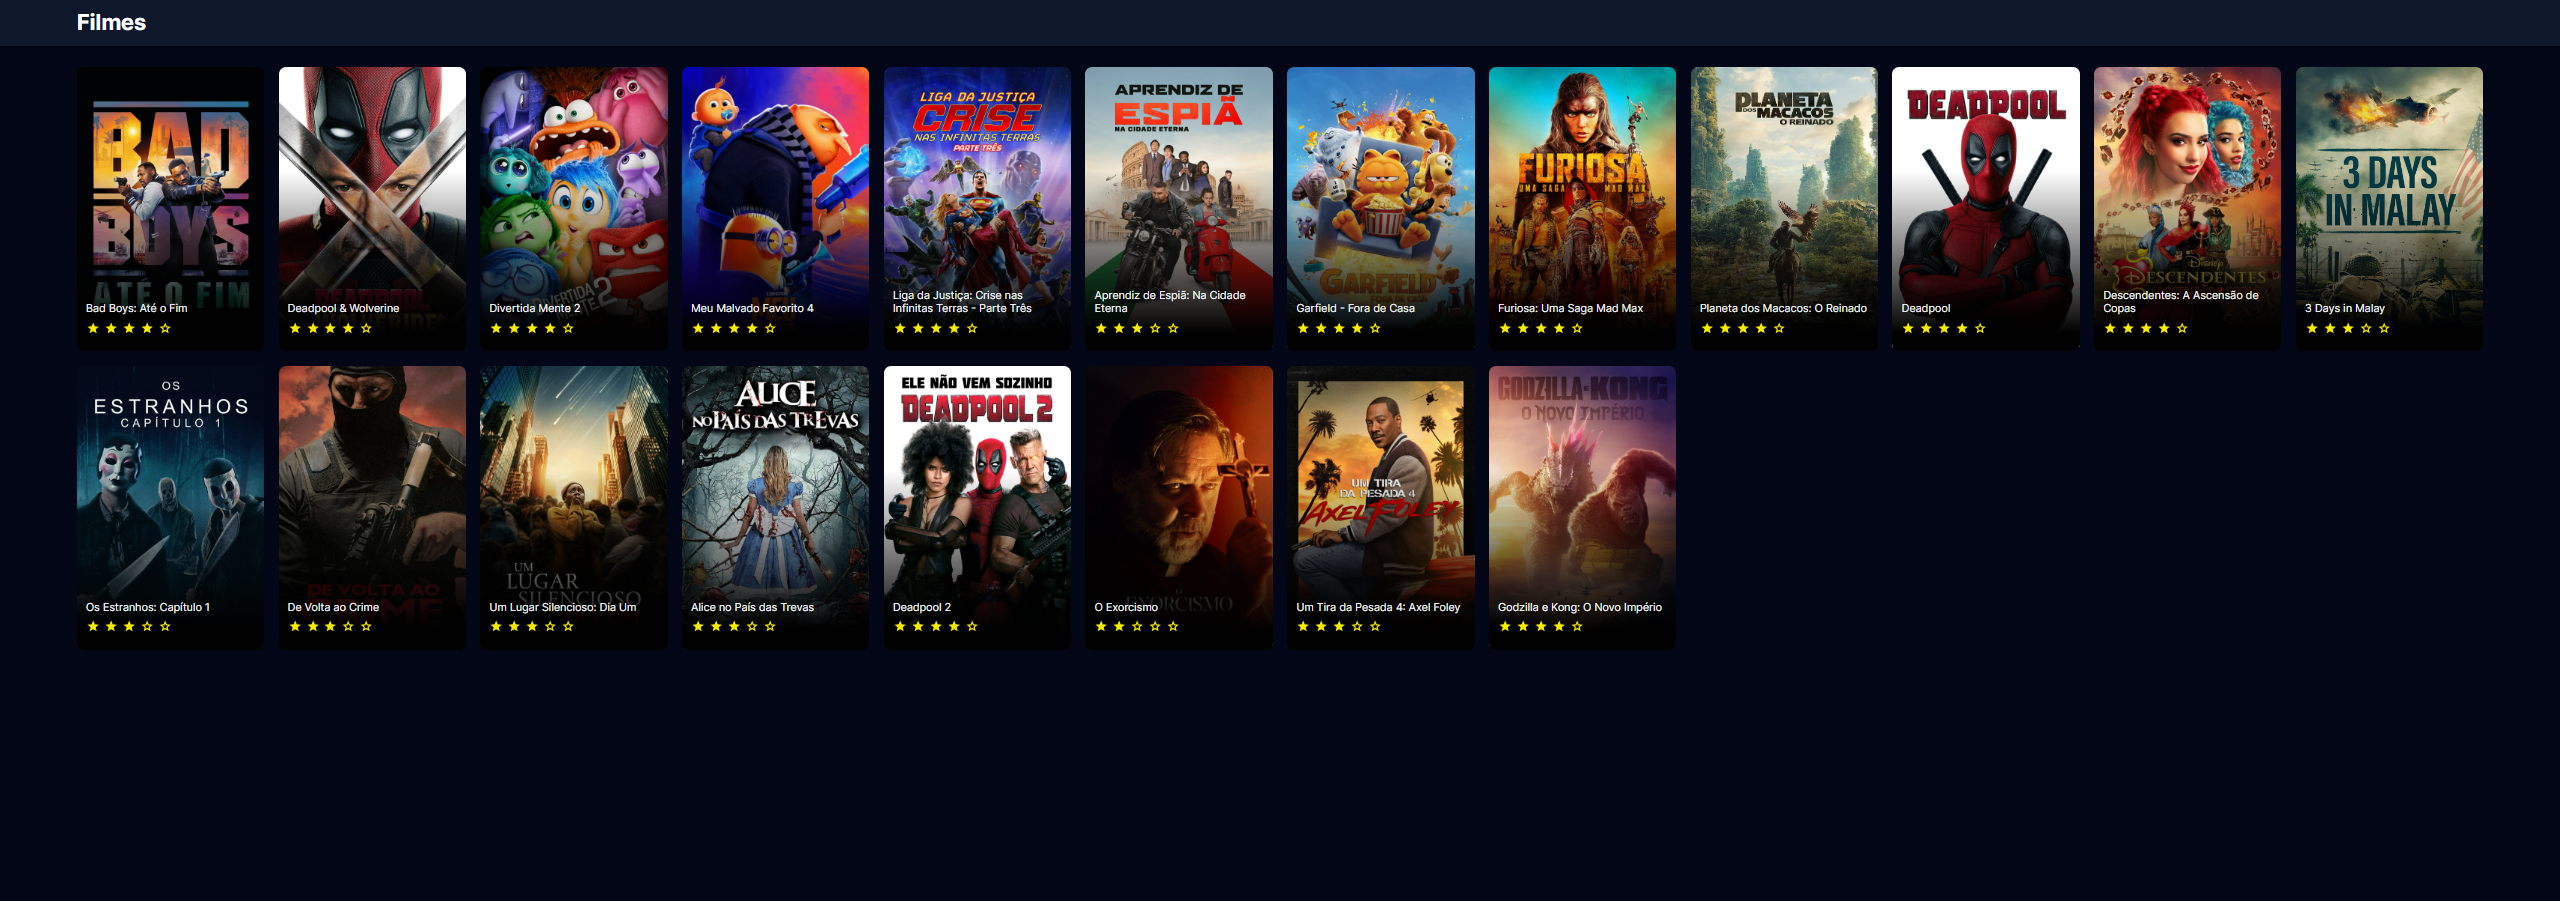 Filmes
BAD
BOYS
ATÉ O FIM
Bad Boys: Até o Fim
Deadpool & Wolverine
DIVERTIDA
MENTE 2
Divertida Mente 2
Meu Malvado Favorito 4
LIGA DA JUSTIÇA
CRISE
NAS INFINITAS TERRAS
PARTE TRÊS
Liga da Justiça: Crise nas
Infinitas Terras - Parte Três
APRENDIZ DE
ESPIÃ
NA CIDADE ETERNA
Aprendiz de Espiã: Na Cidade
Eterna
GARFIELD
Garfield - Fora de Casa
FURIOSA
UMA SAGA MAD MAX
Furiosa: Uma Saga Mad Max
PLANETA
DOS MACACOS
O REINADO
Planeta dos Macacos: O Reinado
DEADPOOL
Deadpool
Disney
DESCENDENTES
Descendentes: A Ascensão de
Copas
3 DAYS
IN MALAY
3 Days in Malay
OS
ESTRANHOS
CAPÍTULO 1
Os Estranhos: Capítulo 1
DE VOLTA AO
CRIME
De Volta ao Crime
UM
LUGAR
SILENCIOSO
Um Lugar Silencioso: Dia Um
ALICE
NO PAÍS DAS TREVAS
Alice no País das Trevas
ELE NÃO VEM SOZINHO
DEADPOOL 2
Deadpool 2
O
EXORCISMO
O Exorcismo
UM TIRA
DA PESADA 4
AXEL FOLEY
Um Tira da Pesada 4: Axel Foley
GODZILLA KONG
O NOVO IMPÉRIO
Godzilla e Kong: O Novo Império